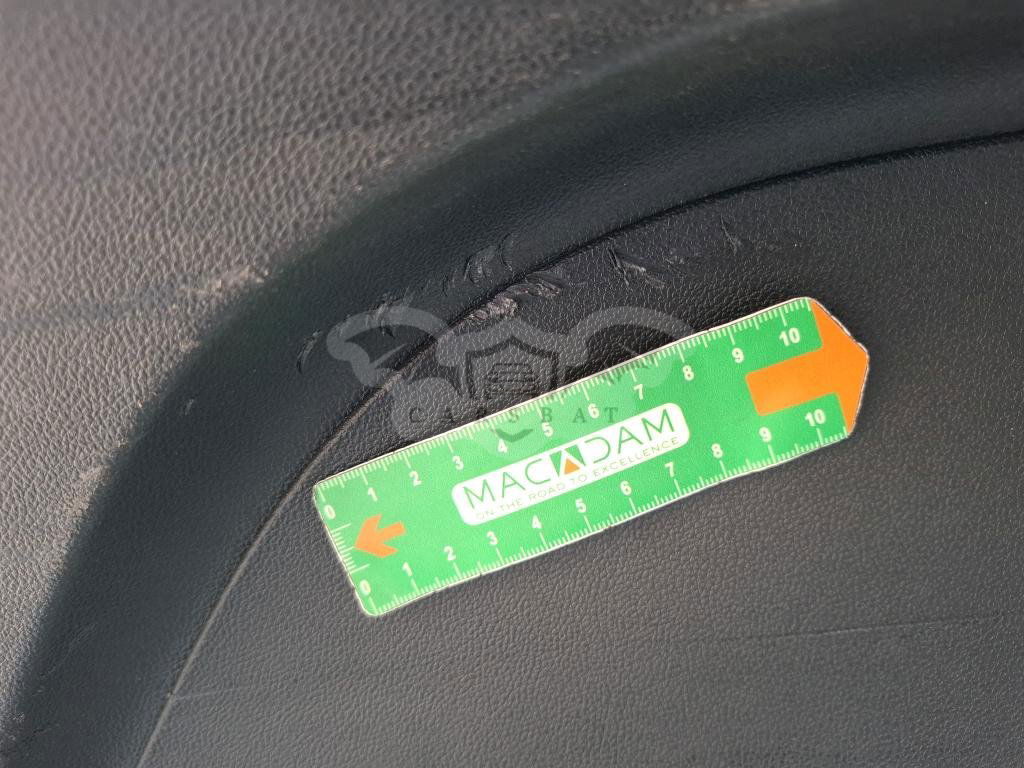 CARSBAT
0 1 2 3 4 5 6 7 8 9 10
MACADAM
ON THE ROAD TO EXCELLENCE
0 1 2 3 4 5 6 7 8 9 10